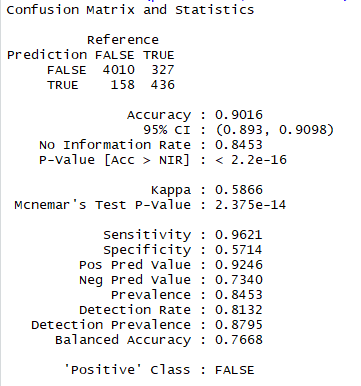 Confusion Matrix and Statistics
Reference
Prediction FALSE TRUE
FALSE 4010 327
TRUE 158 436
Accuracy : 0.9016
95% CI : (0.893, 0.9098)
No Information Rate : 0.8453
P-Value [Acc > NIR] : < 2.2e-16
Kappa : 0.5866
Mcnemar's Test P-Value : 2.375e-14
Sensitivity : 0.9621
Specificity : 0.5714
Pos Pred Value : 0.9246
Neg Pred Value : 0.7340
Prevalence : 0.8453
Detection Rate : 0.8132
Detection Prevalence : 0.8795
Balanced Accuracy : 0.7668
'Positive' Class : FALSE